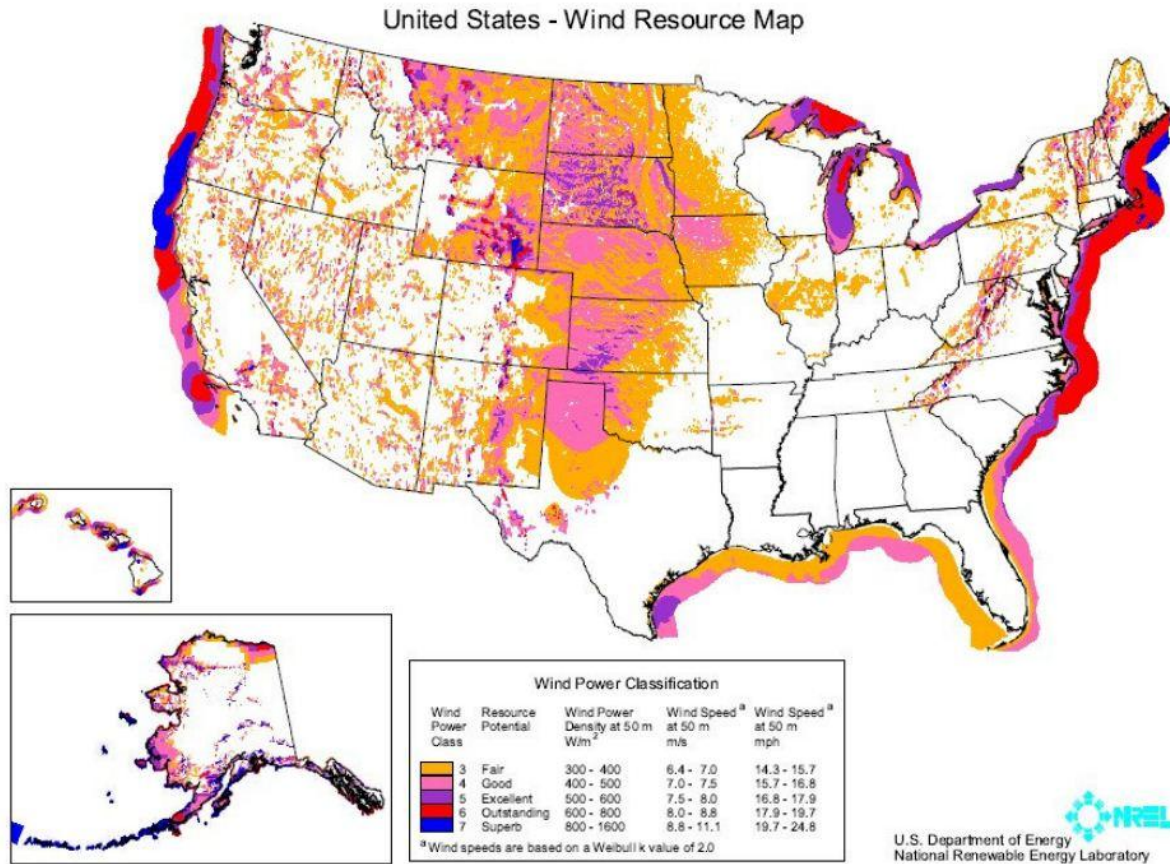 United States - Wind Resource Map
Wind Power Classification
Wind Power Class Resource Potential Wind Power Density at 50 m W/m² Wind Speed a at 50 m m/s Wind Speed a at 50 m mph
3 Fair 300 - 400 6.4 - 7.0 14.3 - 15.7
4 Good 400 - 500 7.0 - 7.5 15.7 - 16.8
5 Excellent 500 - 600 7.5 - 8.0 16.8 - 17.9
6 Outstanding 600 - 800 8.0 - 8.8 17.9 - 19.7
7 Superb 800 - 1600 8.8 - 11.1 19.7 - 24.8
a Wind speeds are based on a Weibull k value of 2.0
NREL
U.S. Department of Energy
National Renewable Energy Laboratory